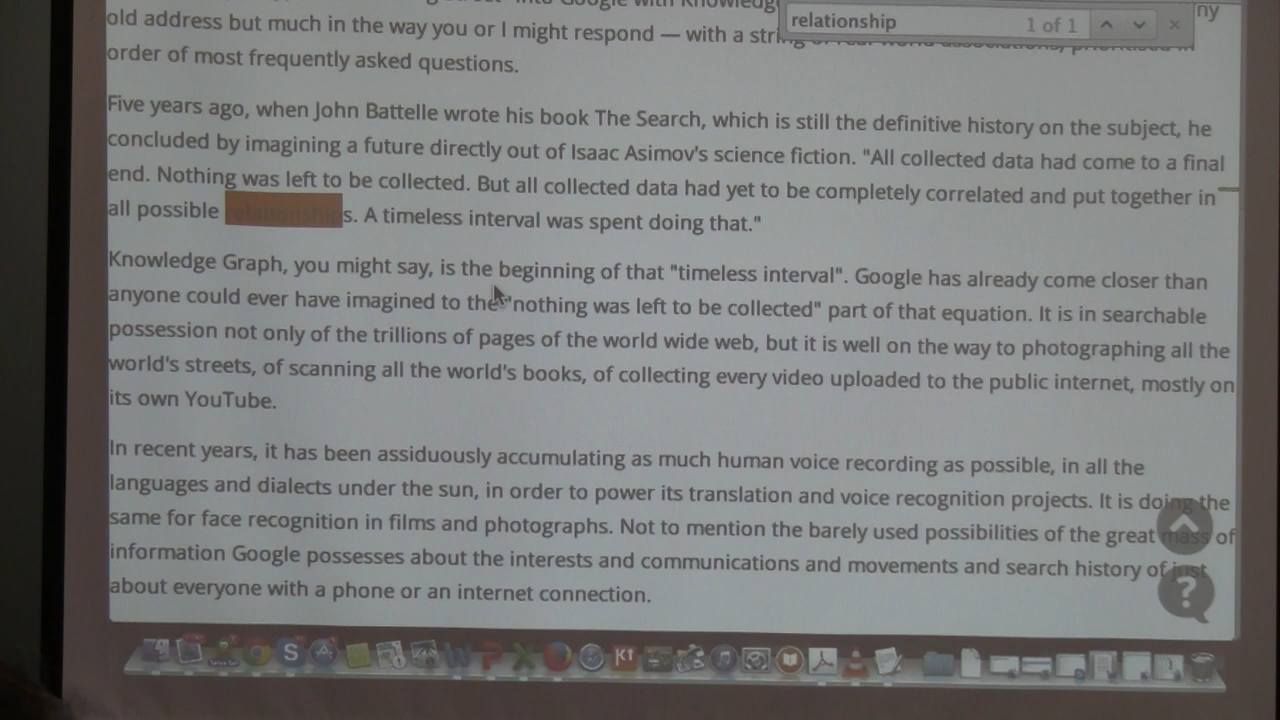 relationship 1 of 1
ny
old address but much in the way you or I might respond — with a string of real-world associations, prioritised in
order of most frequently asked questions.
Five years ago, when John Battelle wrote his book The Search, which is still the definitive history on the subject, he
concluded by imagining a future directly out of Isaac Asimov's science fiction. "All collected data had come to a final
end. Nothing was left to be collected. But all collected data had yet to be completely correlated and put together in
all possible relationships. A timeless interval was spent doing that."
Knowledge Graph, you might say, is the beginning of that "timeless interval". Google has already come closer than
anyone could ever have imagined to the "nothing was left to be collected" part of that equation. It is in searchable
possession not only of the trillions of pages of the world wide web, but it is well on the way to photographing all the
world's streets, of scanning all the world's books, of collecting every video uploaded to the public internet, mostly on
its own YouTube.
In recent years, it has been assiduously accumulating as much human voice recording as possible, in all the
languages and dialects under the sun, in order to power its translation and voice recognition projects. It is doing the
same for face recognition in films and photographs. Not to mention the barely used possibilities of the great mass of
information Google possesses about the interests and communications and movements and search history of just
about everyone with a phone or an internet connection.
?
S W P X K1